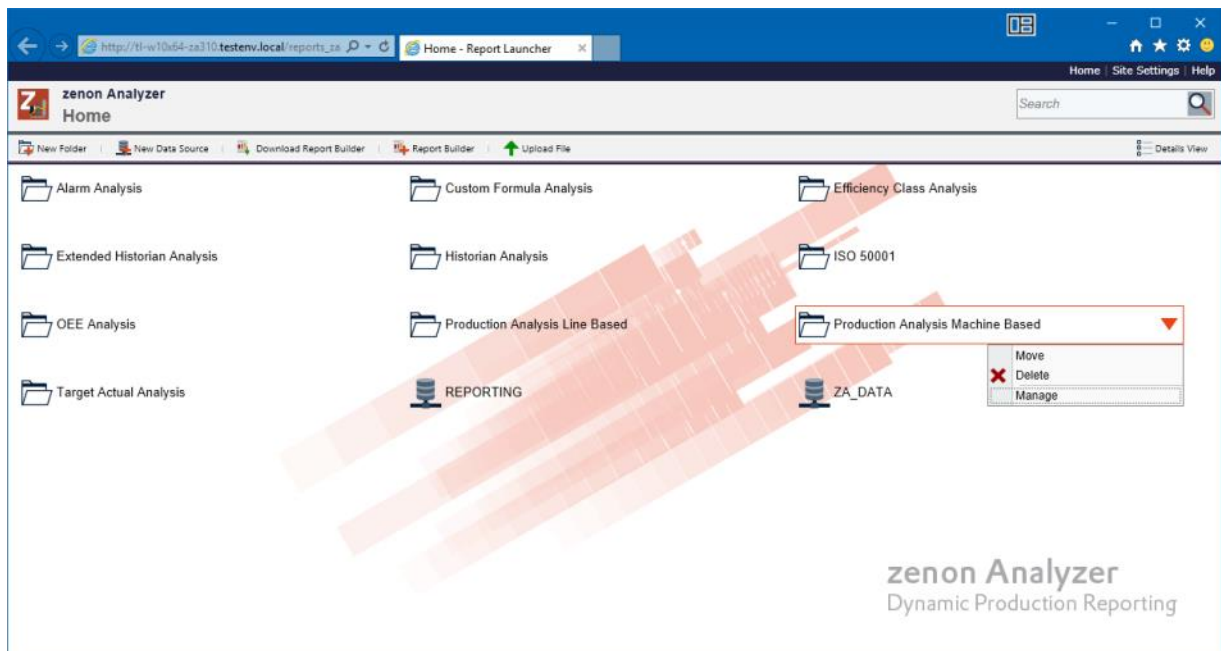 http://tl-w10x64-za310.testenv.local/reports_za
Home - Report Launcher
Home | Site Settings | Help
zenon Analyzer
Home
Search
New Folder
New Data Source
Download Report Builder
Report Builder
Upload File
Details View
Alarm Analysis
Custom Formula Analysis
Efficiency Class Analysis
Extended Historian Analysis
Historian Analysis
ISO 50001
OEE Analysis
Production Analysis Line Based
Production Analysis Machine Based
Move
Delete
Manage
Target Actual Analysis
REPORTING
ZA_DATA
zenon Analyzer
Dynamic Production Reporting